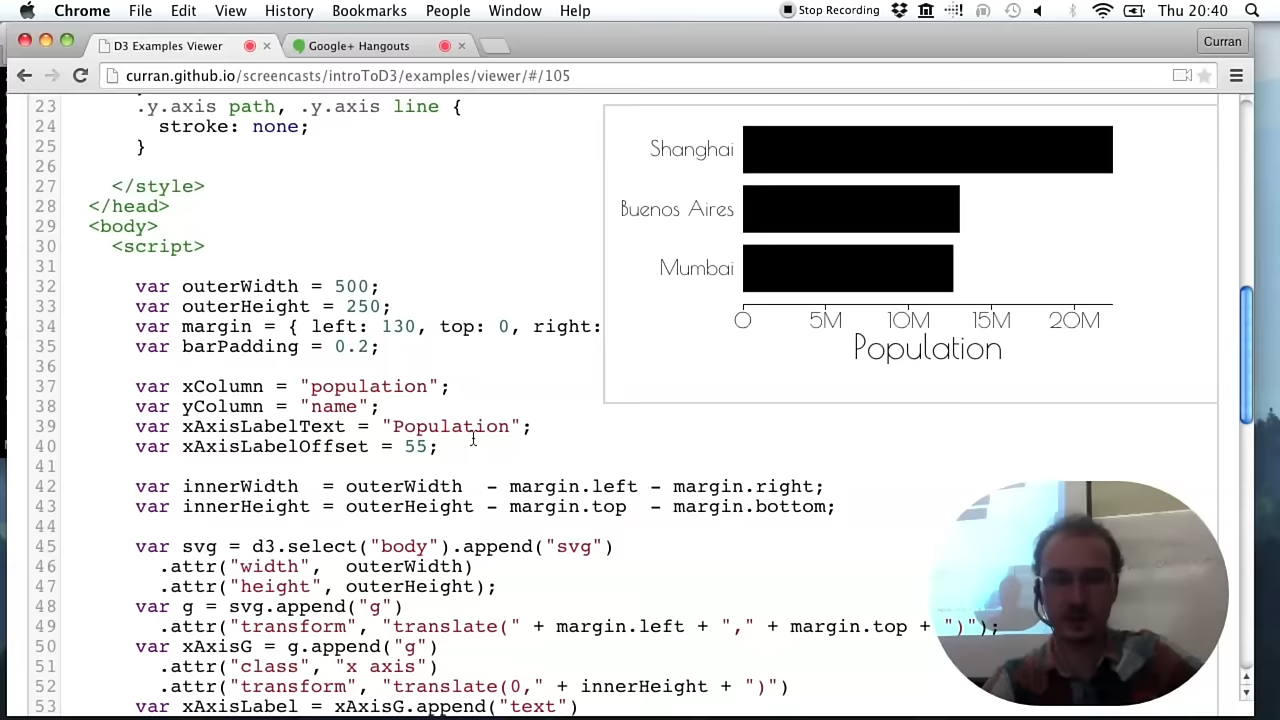 Chrome File Edit View History Bookmarks People Window Help Stop Recording Thu 20:40
D3 Examples Viewer Google+ Hangouts Curran
curran.github.io/screencasts/introToD3/examples/viewer/#/105
23 .y.axis path, .y.axis line {
24 stroke: none;
25 }
26
27 </style>
28 </head>
29 <body>
30 <script>
31
32 var outerWidth = 500;
33 var outerHeight = 250;
34 var margin = { left: 130, top: 0, right:
35 var barPadding = 0.2;
36
37 var xColumn = "population";
38 var yColumn = "name";
39 var xAxisLabelText = "Population";
40 var xAxisLabelOffset = 55;
41
42 var innerWidth  = outerWidth  - margin.left - margin.right;
43 var innerHeight = outerHeight - margin.top  - margin.bottom;
44
45 var svg = d3.select("body").append("svg")
46 .attr("width",  outerWidth)
47 .attr("height", outerHeight);
48 var g = svg.append("g")
49 .attr("transform", "translate(" + margin.left + "," + margin.top + ")");
50 var xAxisG = g.append("g")
51 .attr("class", "x axis")
52 .attr("transform", "translate(0," + innerHeight + ")")
53 var xAxisLabel = xAxisG.append("text")
Shanghai
Buenos Aires
Mumbai
0 5M 10M 15M 20M
Population